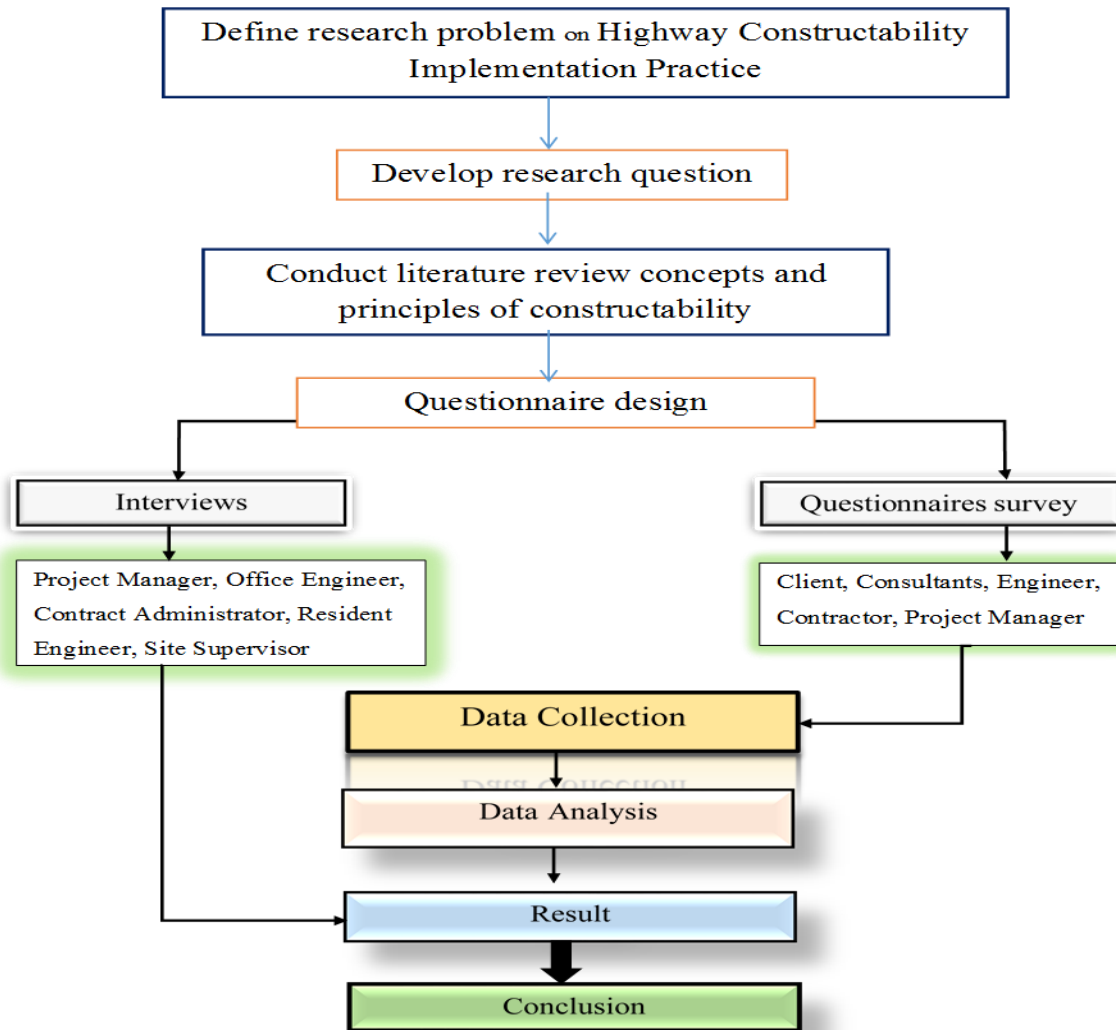 Define research problem on Highway Constructability
Implementation Practice
Develop research question
Conduct literature review concepts and
principles of constructability
Questionnaire design
Interviews
Questionnaires survey
Project Manager, Office Engineer,
Contract Administrator, Resident
Engineer, Site Supervisor
Client, Consultants, Engineer,
Contractor, Project Manager
Data Collection
Data Analysis
Result
Conclusion